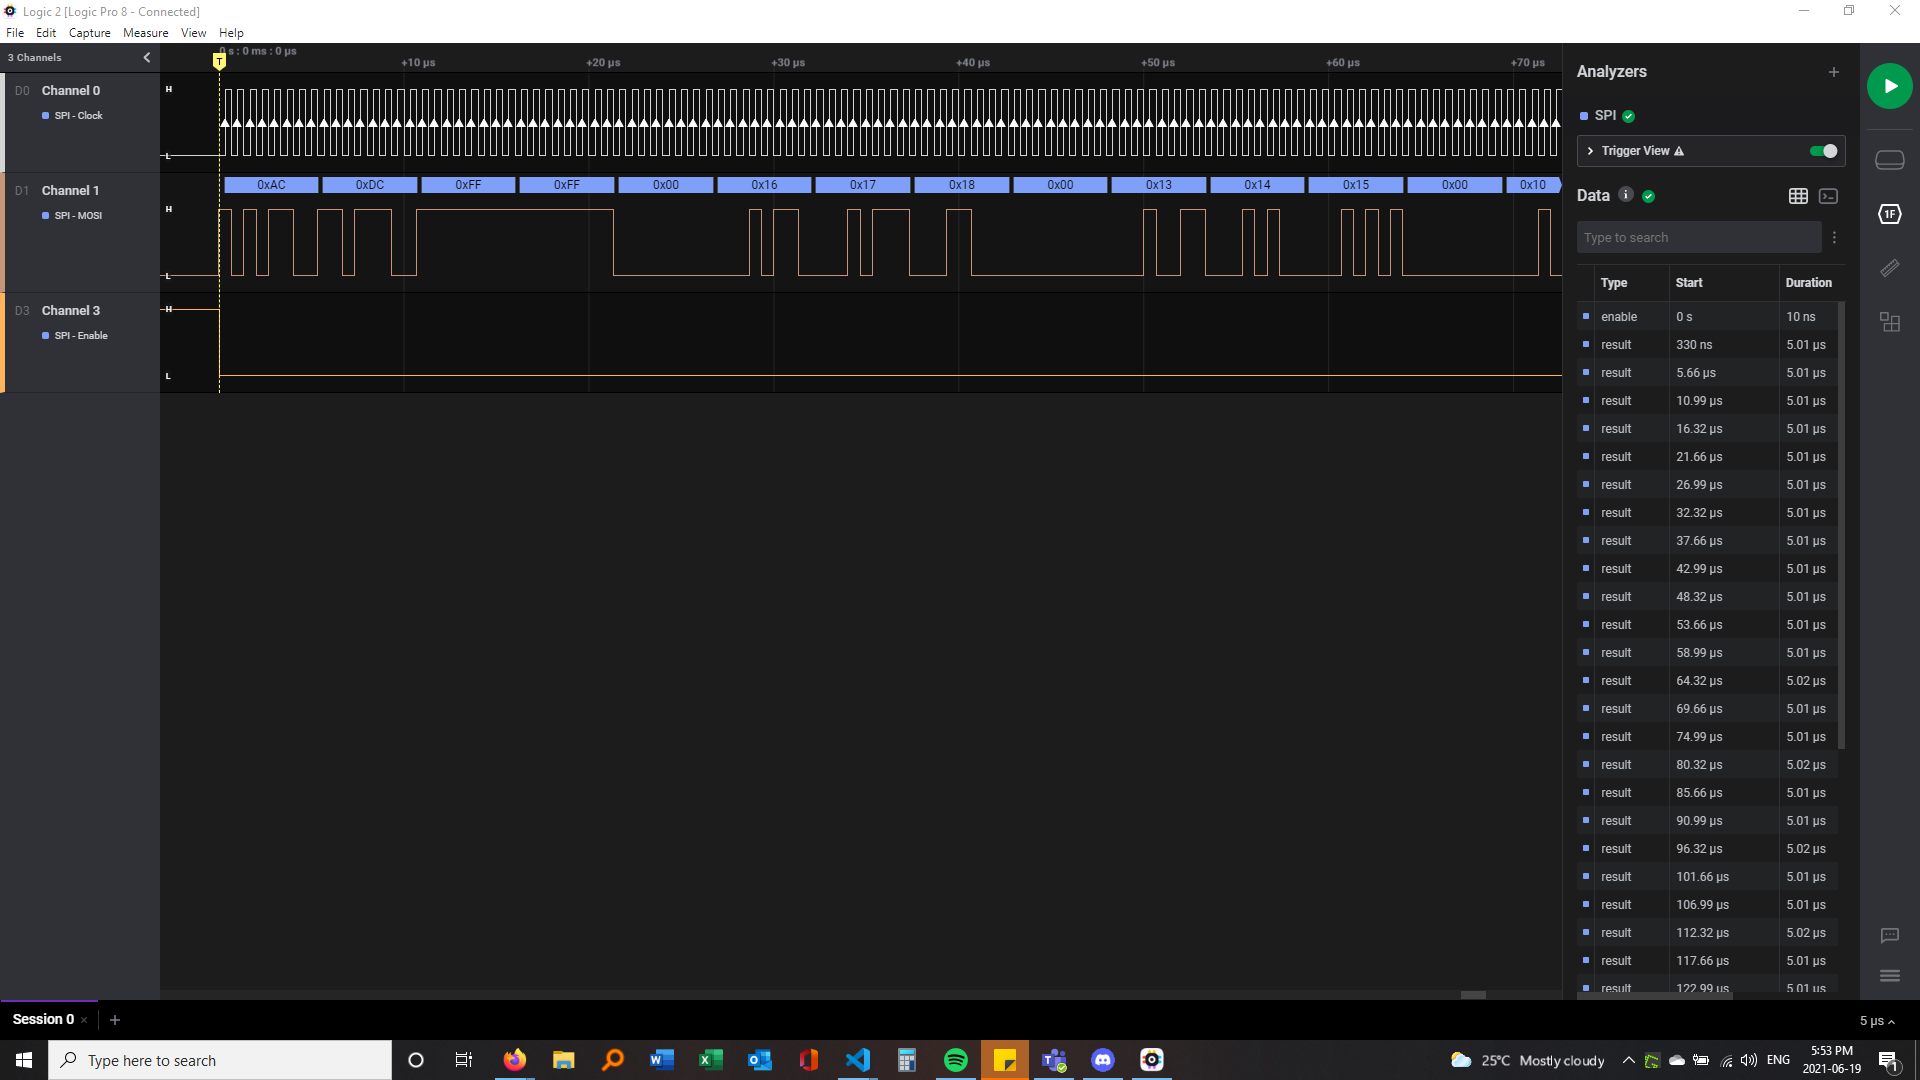 Logic 2 [Logic Pro 8 - Connected]
File Edit Capture Measure View Help
3 Channels
0 s : 0 ms : 0 µs
+10 µs +20 µs +30 µs +40 µs +50 µs +60 µs +70 µs
T
D0 Channel 0
SPI - Clock
H
L
D1 Channel 1
SPI - MOSI
H
L
0xAC 0xDC 0xFF 0xFF 0x00 0x16 0x17 0x18 0x00 0x13 0x14 0x15 0x00 0x10
D3 Channel 3
SPI - Enable
H
L
Analyzers
SPI
Trigger View
Data
Type to search
Type Start Duration
enable 0 s 10 ns
result 330 ns 5.01 µs
result 5.66 µs 5.01 µs
result 10.99 µs 5.01 µs
result 16.32 µs 5.01 µs
result 21.66 µs 5.01 µs
result 26.99 µs 5.01 µs
result 32.32 µs 5.01 µs
result 37.66 µs 5.01 µs
result 42.99 µs 5.01 µs
result 48.32 µs 5.01 µs
result 53.66 µs 5.01 µs
result 58.99 µs 5.01 µs
result 64.32 µs 5.02 µs
result 69.66 µs 5.01 µs
result 74.99 µs 5.01 µs
result 80.32 µs 5.02 µs
result 85.66 µs 5.01 µs
result 90.99 µs 5.01 µs
result 96.32 µs 5.02 µs
result 101.66 µs 5.01 µs
result 106.99 µs 5.01 µs
result 112.32 µs 5.02 µs
result 117.66 µs 5.01 µs
result 122.99 µs 5.01 µs
1F
Session 0
5 µs
Type here to search
25°C Mostly cloudy
ENG
5:53 PM
2021-06-19
1